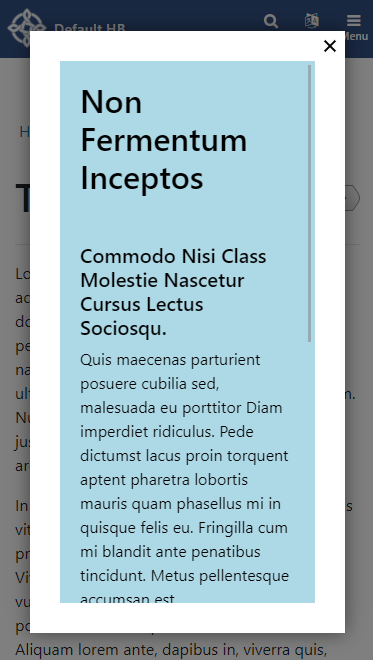 Default HB
Menu
Non
Fermentum
Inceptos
Commodo Nisi Class
Molestie Nascetur
Cursus Lectus
Sociosqu.
Quis maecenas parturient
posuere cubilia sed,
malesuada eu porttitor Diam
imperdiet ridiculus. Pede
dictumst lacus proin torquent
aptent pharetra lobortis
mauris quam phasellus mi in
quisque felis eu. Fringilla cum
mi blandit ante penatibus
tincidunt. Metus pellentesque
accumsan est
Aliquam lorem ante, dapibus in, viverra quis,